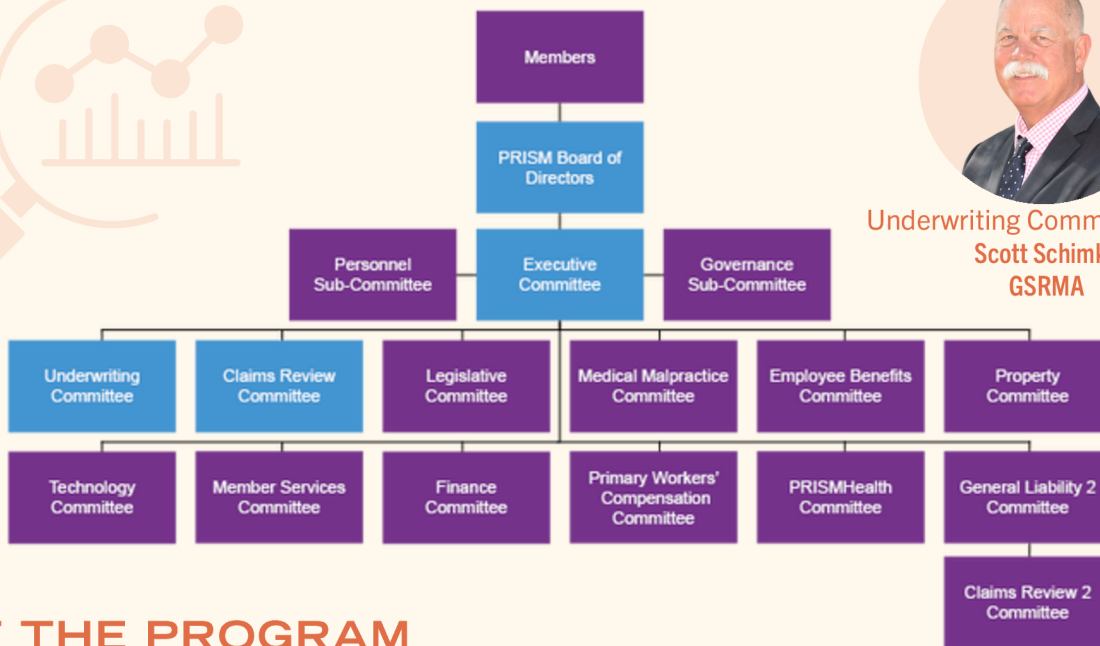 Members
PRISM Board of
Directors
Personnel
Sub-Committee
Executive
Committee
Governance
Sub-Committee
Underwriting
Scott
GSRMA
Underwriting
Committee
Claims Review
Committee
Legislative
Committee
Medical Malpractice
Committee
Employee Benefits
Committee
Property
Committee
Technology
Committee
Member Services
Committee
Finance
Committee
Primary Workers'
Compensation
Committee
PRISMHealth
Committee
General Liability 2
Committee
Claims Review 2
Committee
THE PROGRAM